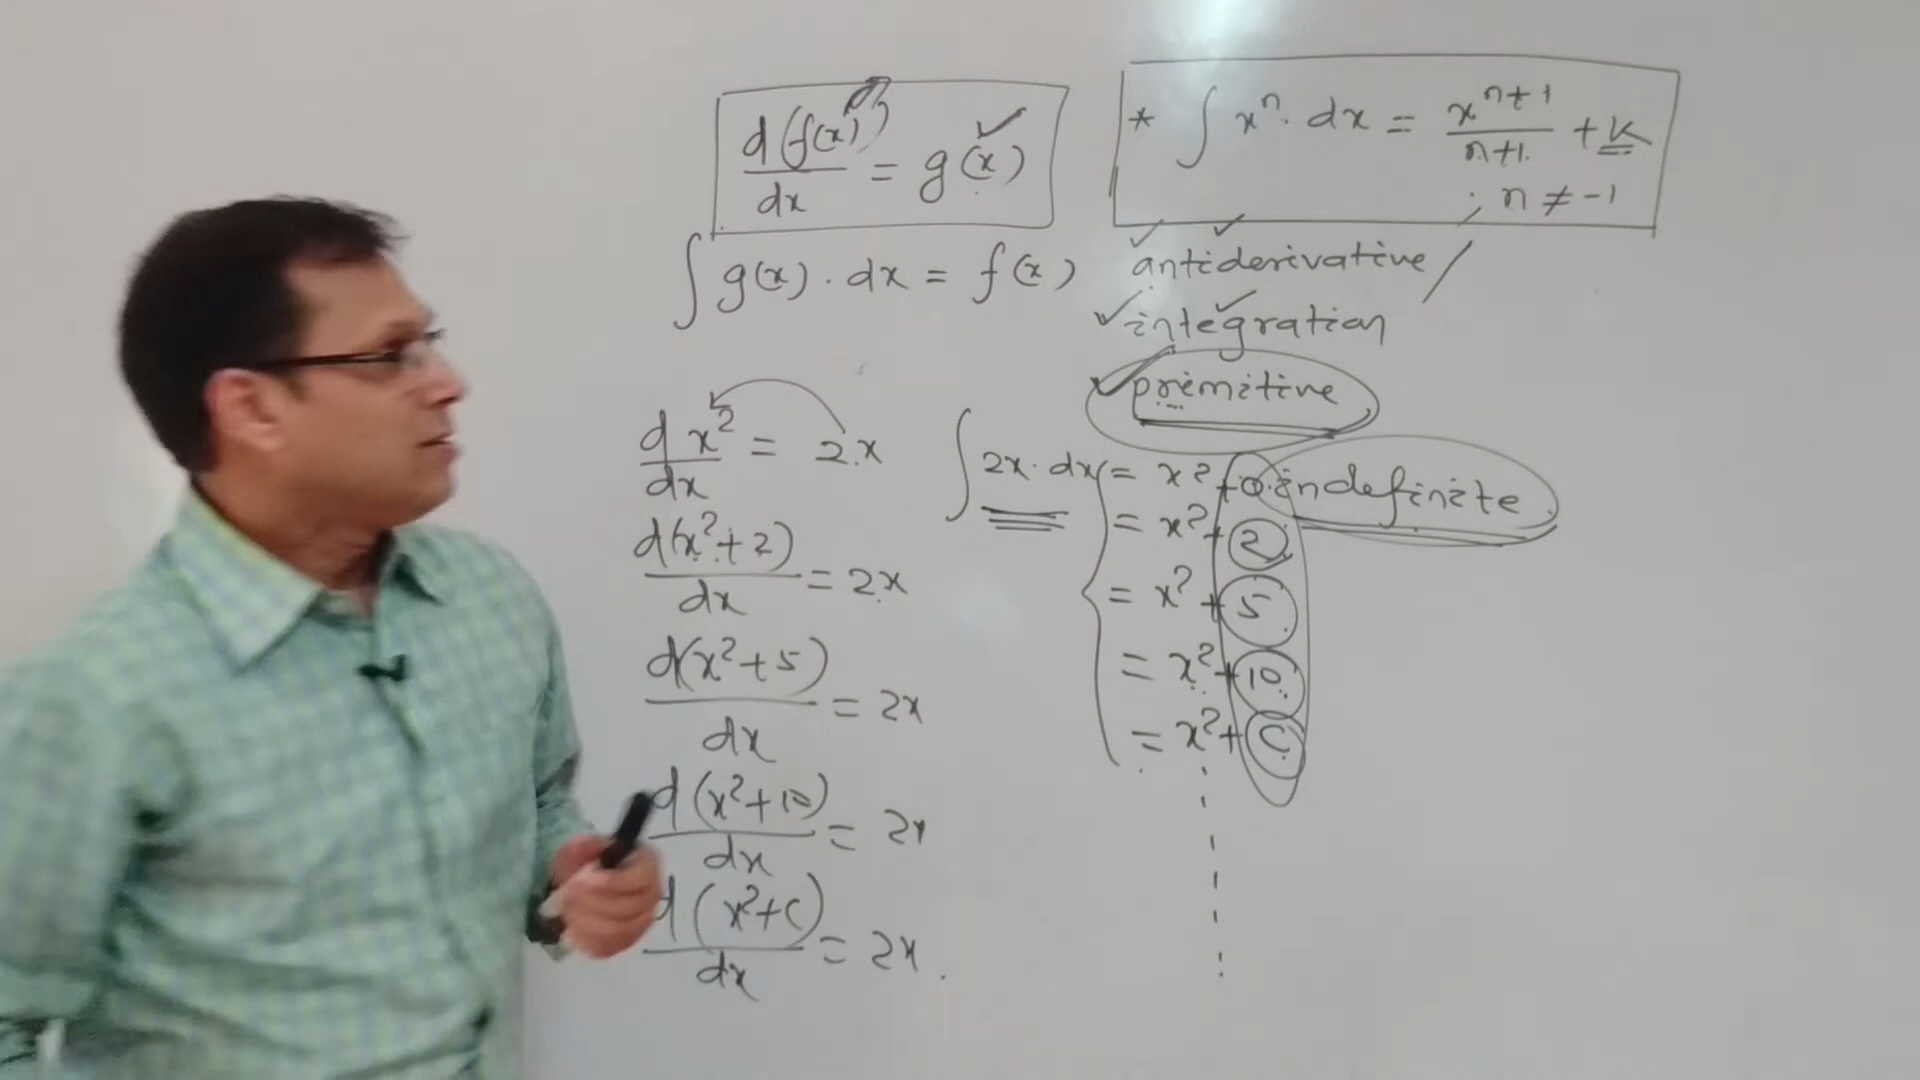 d(f(x))/dx = g(x) ✓
∫ g(x) · dx = f(x)
* ∫ xⁿ · dx = xⁿ⁺¹/n+1 + k
; n ≠ -1
antiderivative /
integration
primitive
indefinite
d x²/dx = 2x
d(x²+2)/dx = 2x
d(x²+5)/dx = 2x
d(x²+10)/dx = 2x
d(x²+c)/dx = 2x
∫ 2x · dx = x² + 0
= x² + 2
= x² + 5
= x² + 10
= x² + C